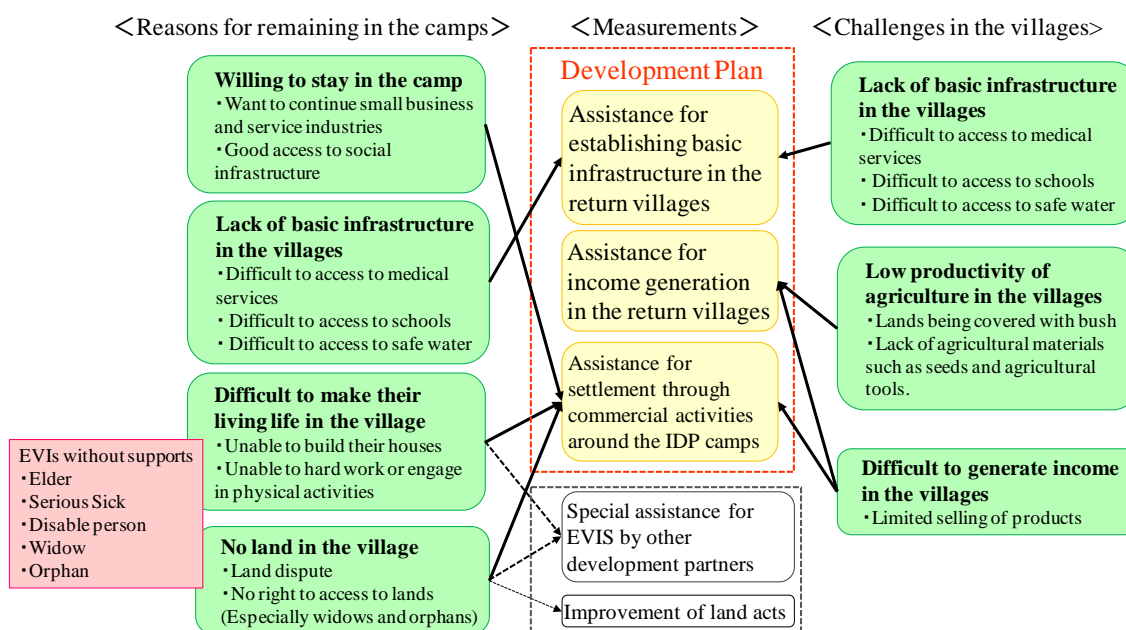 ＜Reasons for remaining in the camps＞
＜Measurements＞
＜Challenges in the villages>
Willing to stay in the camp
・Want to continue small business
and service industries
・Good access to social
infrastructure
Lack of basic infrastructure
in the villages
・Difficult to access to medical
services
・ Difficult to access to schools
・ Difficult to access to safe water
Difficult to make their
living life in the village
・Unable to build their houses
・Unable to hard work or engage
in physical activities
No land in the village
・Land dispute
・No right to access to lands
(Especially widows and orphans)
EVIs without supports
・Elder
・Serious Sick
・Disable person
・Widow
・Orphan
Development Plan
Assistance for
establishing basic
infrastructure in the
return villages
Assistance for
income generation
in the return villages
Assistance for
settlement through
commercial activities
around the IDP camps
Special assistance for
EVIS by other
development partners
Improvement of land acts
Lack of basic infrastructure
in the villages
・Difficult to access to medical
services
・Difficult to access to schools
・Difficult to access to safe water
Low productivity of
agriculture in the villages
・Lands being covered with bush
・Lack of agricultural materials
such as seeds and agricultural
tools.
Difficult to generate income
in the villages
・Limited selling of products